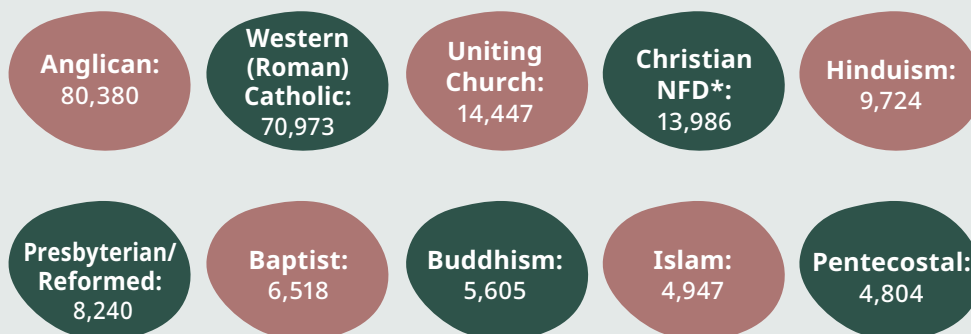 Anglican:
80,380
Western
(Roman)
Catholic:
70,973
Uniting
Church:
14,447
Christian
NFD*:
13,986
Hinduism:
9,724
Presbyterian/
Reformed:
8,240
Baptist:
6,518
Buddhism:
5,605
Islam:
4,947
Pentecostal:
4,804